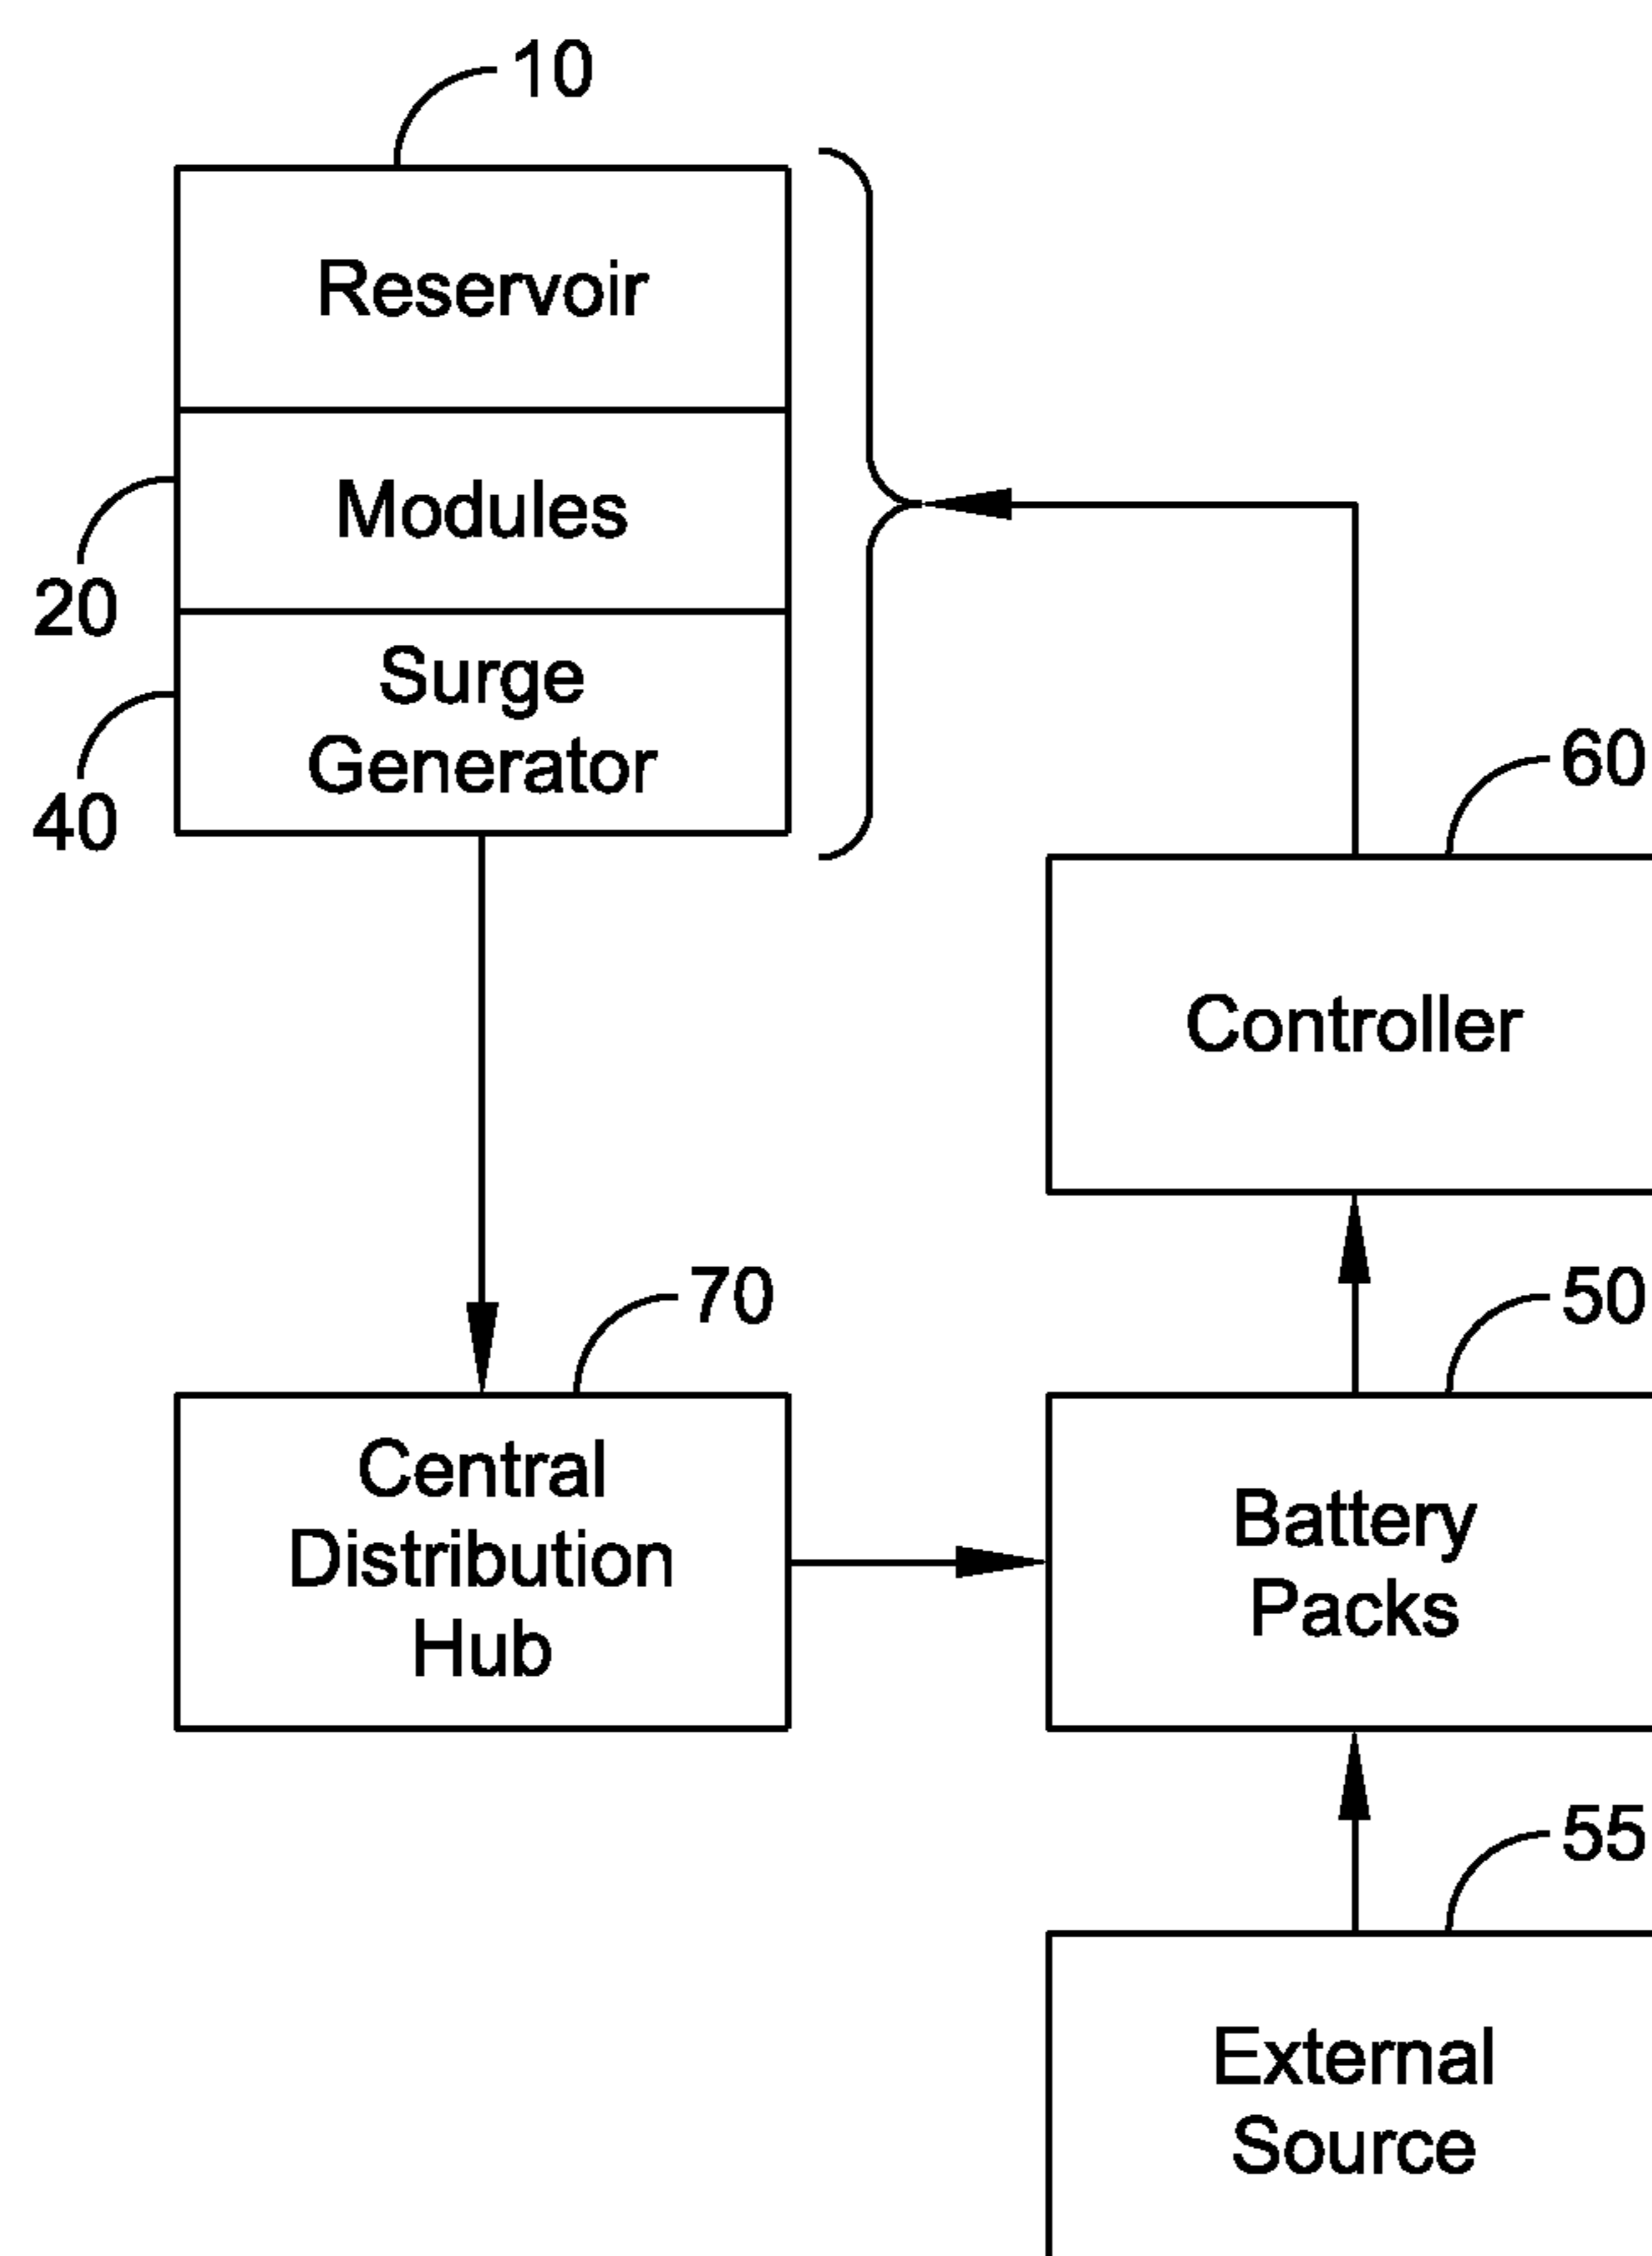 10
Reservoir
Modules
20
Surge
Generator
40
60
Controller
70
50
Central
Distribution
Hub
Battery
Packs
55
External
Source